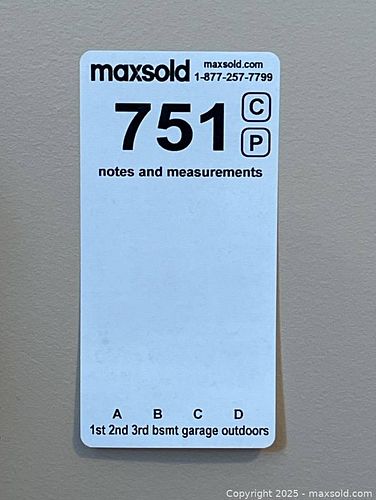 maxsold maxsold.com
1-877-257-7799
751 C
P
notes and measurements
A B C D
1st 2nd 3rd bsmt garage outdoors
Copyright © 2025 - maxsold.com